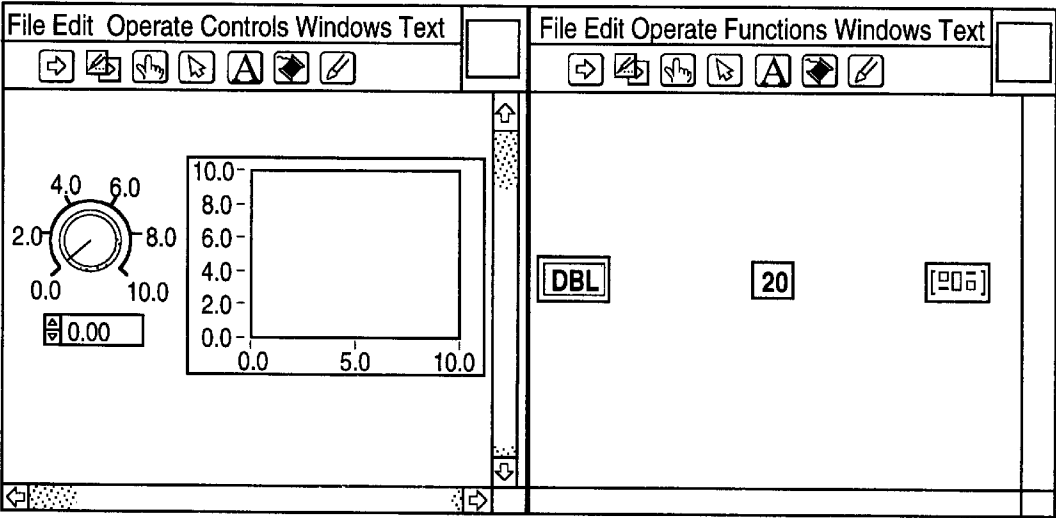 File Edit Operate Controls Windows Text
File Edit Operate Functions Windows Text
A
A
4.0 6.0
2.0 8.0
0.0 10.0
0.00
10.0
8.0
6.0
4.0
2.0
0.0
0.0 5.0 10.0
DBL
20